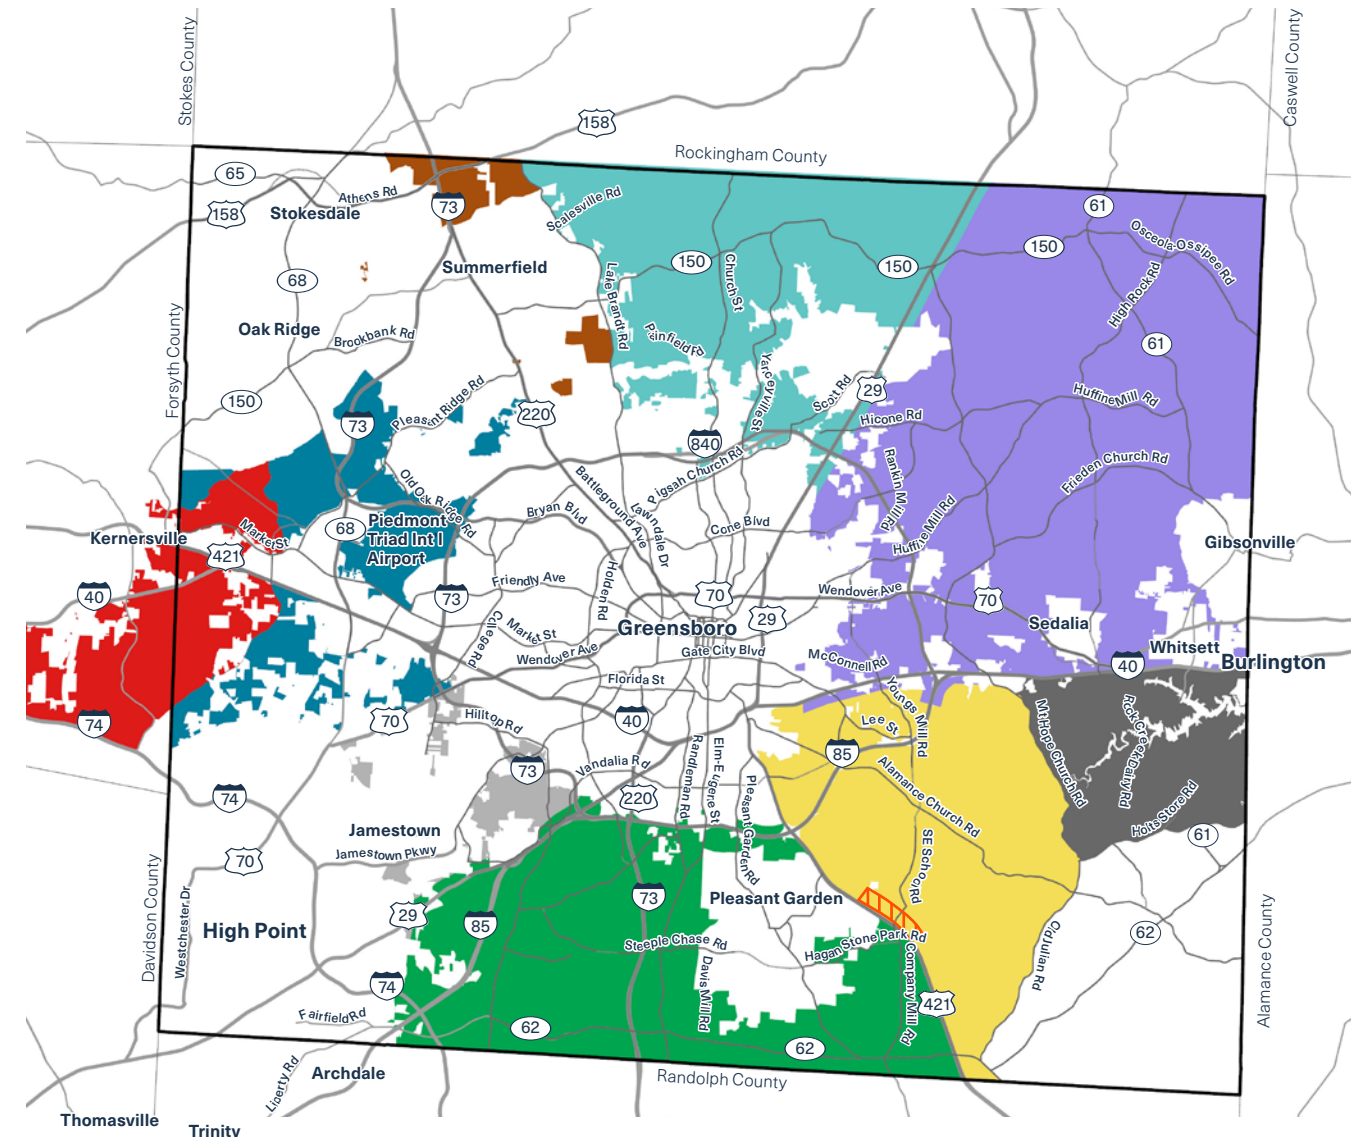 Stokes County
Caswell County
158
Rockingham County
65
Athens Rd
61
158
Stokesdale
73
Scalesville Rd
Osceola-Ossipee Rd
150
150
150
Summerfield
Church St
68
Lake Brandt Rd
High Rock Rd
Oak Ridge
Brookbank Rd
61
Forsyth County
Yanceyville St
Scott Rd
29
Huffine Mill Rd
150
Pleasant Ridge Rd
220
Hicone Rd
73
840
Pisgah Church Rd
Rankin Mill Rd
Frieden Church Rd
Old Oak Ridge Rd
Battleground Ave
Lawndale Dr
Bryan Blvd
Cone Blvd
Huffine Mill Rd
68
Piedmont
Triad Int l
Airport
Kernersville
Market St
421
Gibsonville
40
73
Friendly Ave
Holden Rd
70
Wendover Ave
70
29
Greensboro
Sedalia
College Rd
Market St
Wendover Ave
Gate City Blvd
McConnell Rd
Whitsett
40
Burlington
Florida St
Youngs Mill Rd
74
70
Hilltop Rd
40
Lee St
Mt Hope Church Rd
Rock Creek Dairy Rd
73
Vandalia Rd
Randleman Rd
Elm-Eugene St
85
Alamance Church Rd
74
220
Pleasant Garden Rd
Holts Store Rd
61
Jamestown
Jamestown Pkwy
70
SE School Rd
Davidson County
Westchester Dr
73
Pleasant Garden
29
85
High Point
Steeple Chase Rd
Hagan Stone Park Rd
62
Old Julian Rd
Alamance County
74
Davis Mill Rd
Company Mill Rd
421
Fairfield Rd
62
62
Liberty Rd
Archdale
Randolph County
Thomasville
Trinity